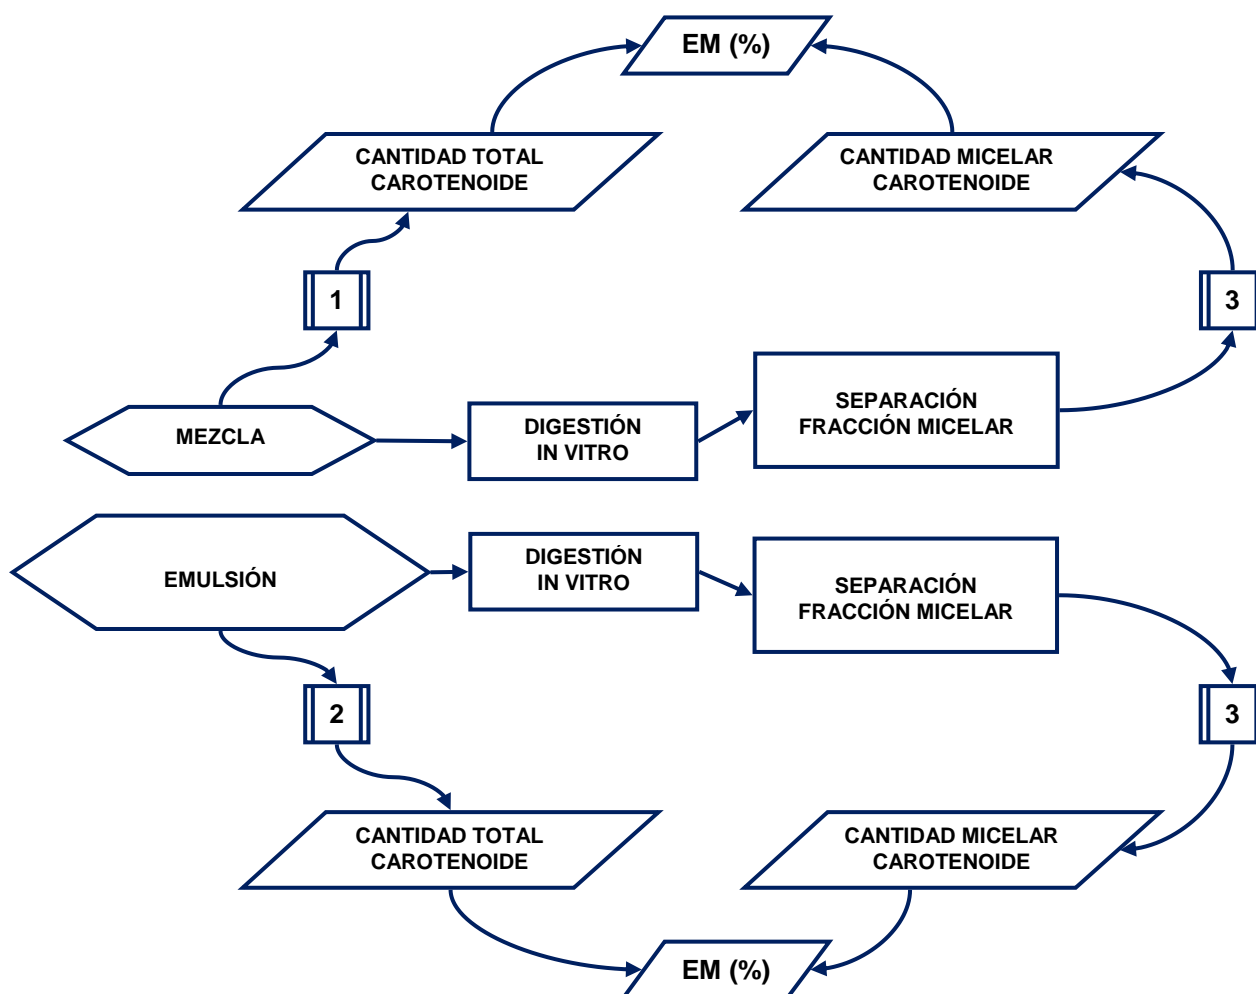 EM (%)
CANTIDAD TOTAL
CAROTENOIDE
CANTIDAD MICELAR
CAROTENOIDE
1
3
MEZCLA
DIGESTIÓN
IN VITRO
SEPARACIÓN
FRACCIÓN MICELAR
EMULSIÓN
DIGESTIÓN
IN VITRO
SEPARACIÓN
FRACCIÓN MICELAR
2
3
CANTIDAD TOTAL
CAROTENOIDE
CANTIDAD MICELAR
CAROTENOIDE
EM (%)